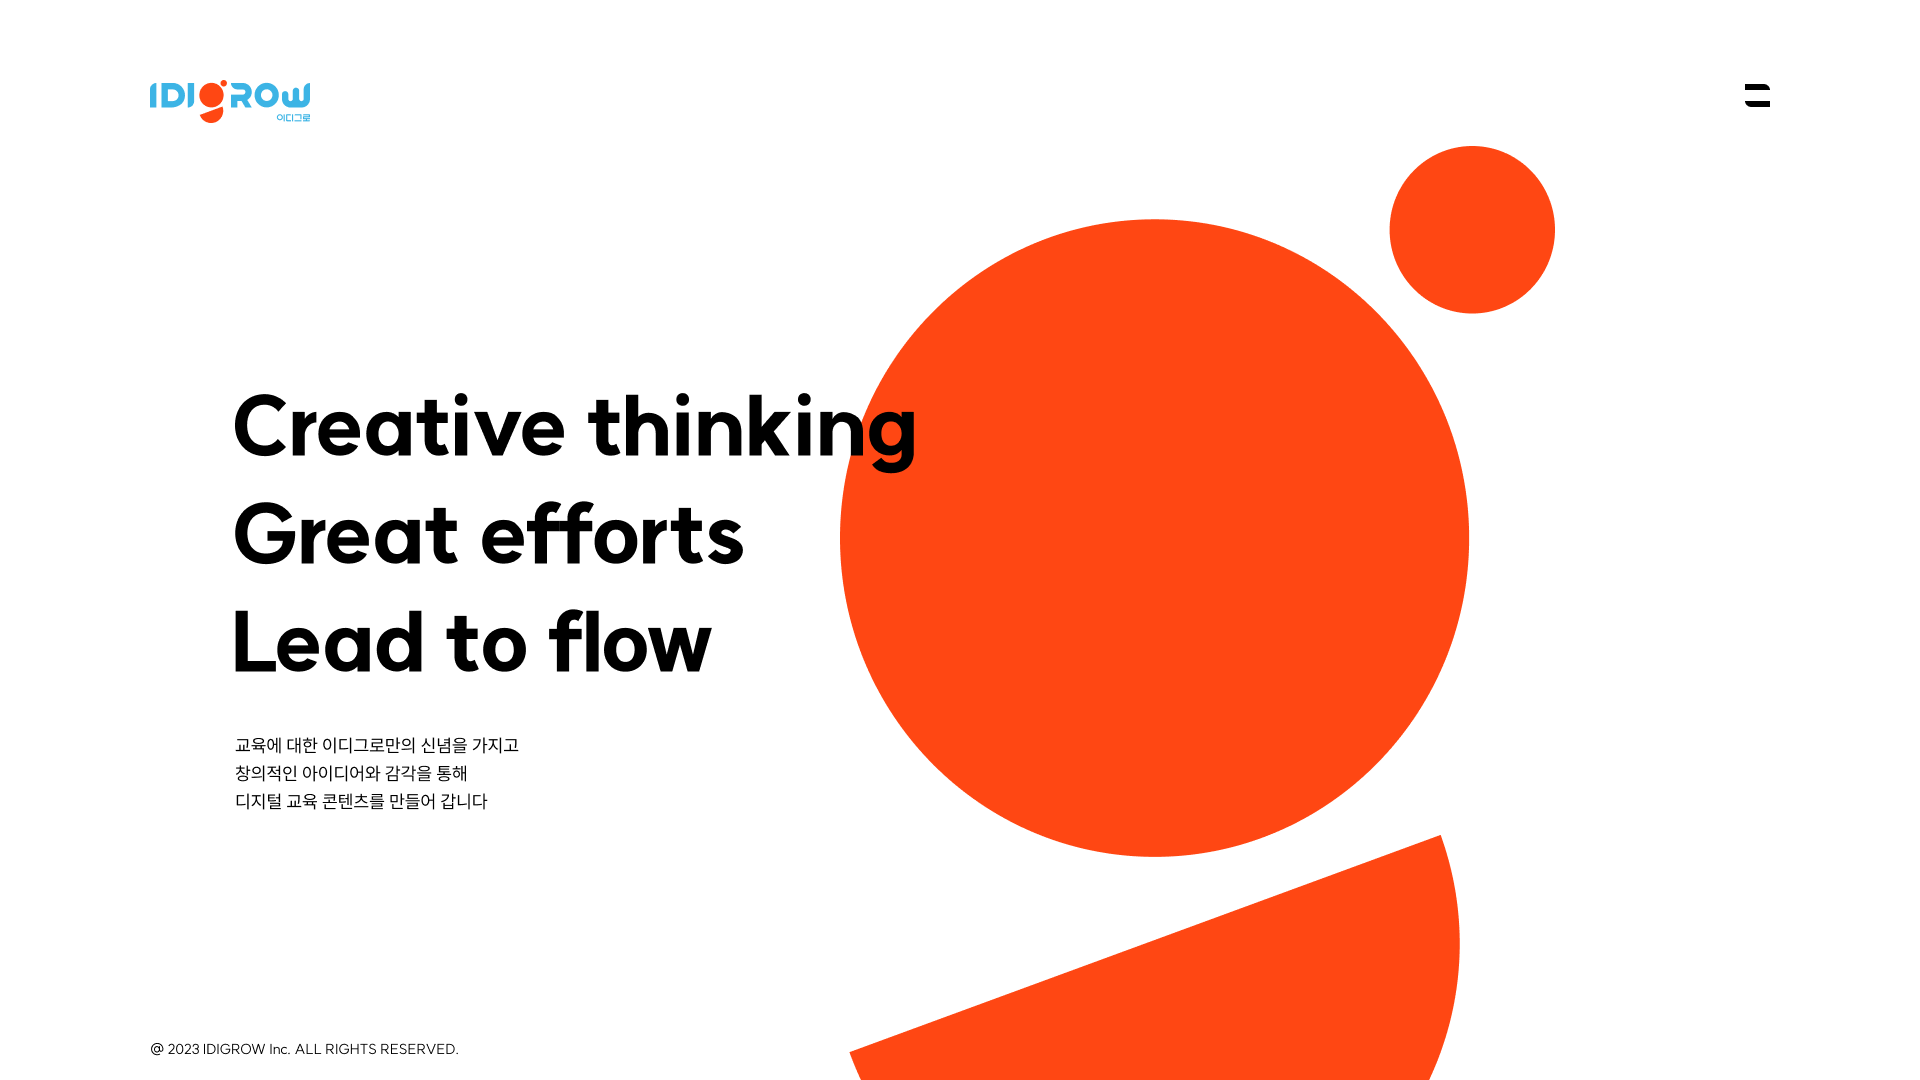 IDIGROW
이디그로
Creative thinking
Great efforts
Lead to flow
교육에 대한 이디그로만의 신념을 가지고
창의적인 아이디어와 감각을 통해
디지털 교육 콘텐츠를 만들어 갑니다
@ 2023 IDIGROW Inc. ALL RIGHTS RESERVED.